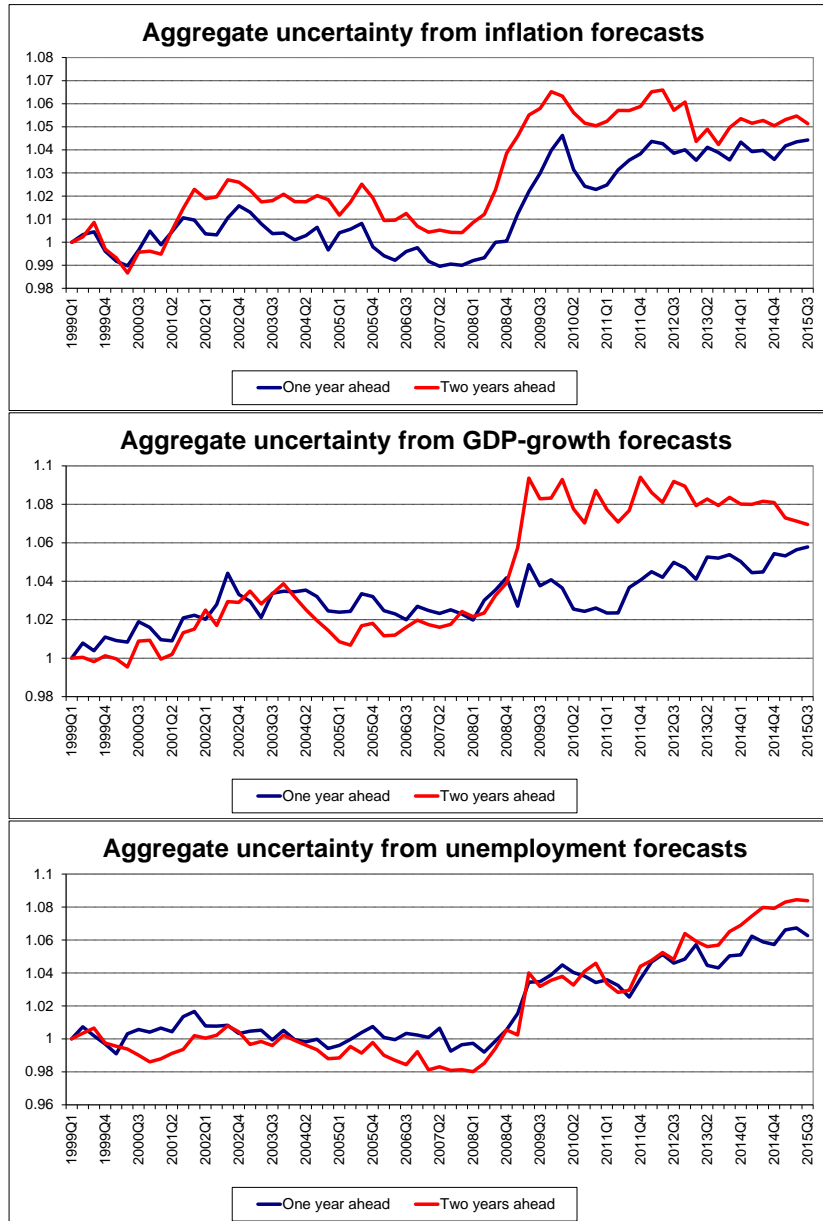 Aggregate uncertainty from inflation forecasts
1.08
1.07
1.06
1.05
1.04
1.03
1.02
1.01
1
0.99
0.98
1999Q1
1999Q4
2000Q3
2001Q2
2002Q1
2002Q4
2003Q3
2004Q2
2005Q1
2005Q4
2006Q3
2007Q2
2008Q1
2008Q4
2009Q3
2010Q2
2011Q1
2011Q4
2012Q3
2013Q2
2014Q1
2014Q4
2015Q3
One year ahead Two years ahead
Aggregate uncertainty from GDP-growth forecasts
1.1
1.08
1.06
1.04
1.02
1
0.98
1999Q1
1999Q4
2000Q3
2001Q2
2002Q1
2002Q4
2003Q3
2004Q2
2005Q1
2005Q4
2006Q3
2007Q2
2008Q1
2008Q4
2009Q3
2010Q2
2011Q1
2011Q4
2012Q3
2013Q2
2014Q1
2014Q4
2015Q3
One year ahead Two years ahead
Aggregate uncertainty from unemployment forecasts
1.1
1.08
1.06
1.04
1.02
1
0.98
0.96
1999Q1
1999Q4
2000Q3
2001Q2
2002Q1
2002Q4
2003Q3
2004Q2
2005Q1
2005Q4
2006Q3
2007Q2
2008Q1
2008Q4
2009Q3
2010Q2
2011Q1
2011Q4
2012Q3
2013Q2
2014Q1
2014Q4
2015Q3
One year ahead Two years ahead